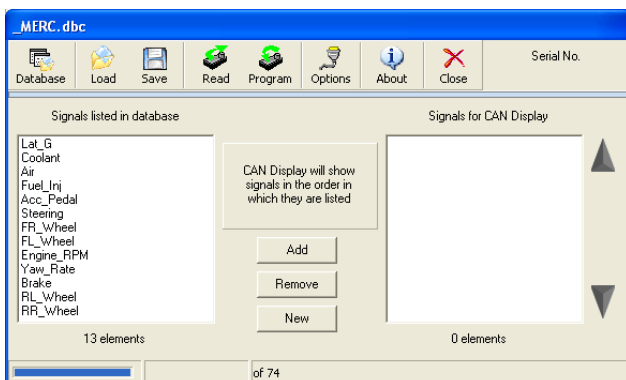 _MERC.dbc
Database Load Save Read Program Options About Close Serial No.
Signals listed in database
Signals for CAN Display
Lat_G
Coolant
Air
Fuel_Inj
Acc_Pedal
Steering
FR_Wheel
FL_Wheel
Engine_RPM
Yaw_Rate
Brake
RL_Wheel
RR_Wheel
CAN Display will show
signals in the order in
which they are listed
Add
Remove
New
13 elements
0 elements
of 74